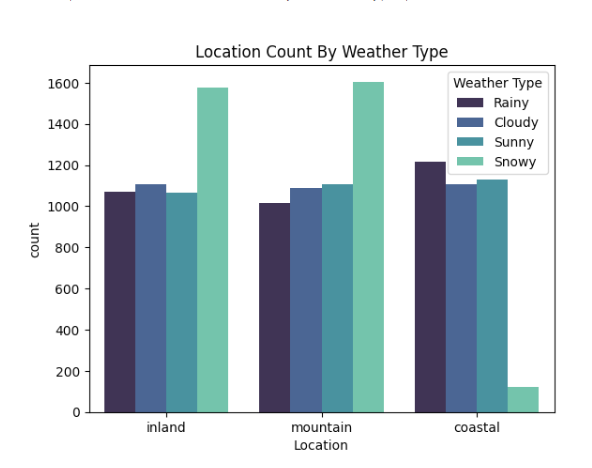 Location Count By Weather Type
1600
1400
1200
1000
800
600
400
200
0
count
Weather Type
Rainy
Cloudy
Sunny
Snowy
inland mountain coastal
Location